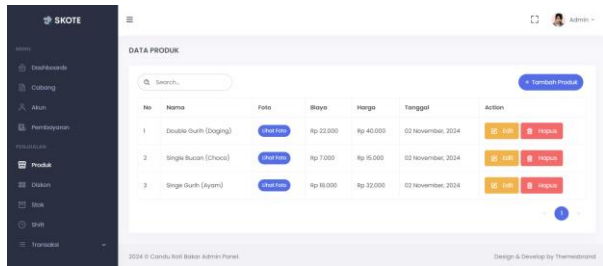 SKOTE
Admin
MENU
Dashboards
Cabang
Akun
Pembayaran
PENJUALAN
Produk
Diskon
Stok
Shift
Transaksi
DATA PRODUK
Search...
+ Tambah Produk
No Nama Foto Biaya Harga Tanggal Action
1 Double Gurih (Daging) Lihat Foto Rp 22.000 Rp 40.000 02 November, 2024 Edit Hapus
2 Single Bucan (Choco) Lihat Foto Rp 7.000 Rp 15.000 02 November, 2024 Edit Hapus
3 Singe Gurih (Ayam) Lihat Foto Rp 18.000 Rp 32.000 02 November, 2024 Edit Hapus
1
2024 © Candu Roti Bakar Admin Panel.
Design & Develop by Themesbrand